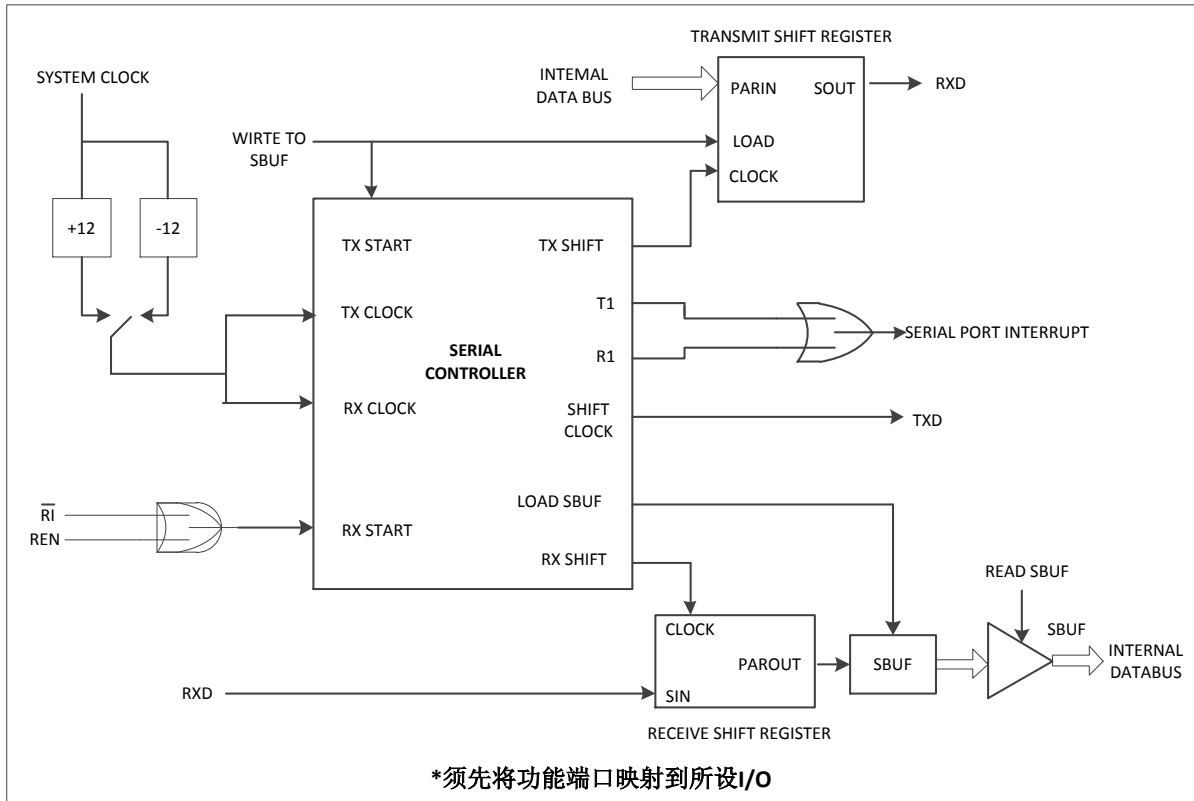 TRANSMIT SHIFT REGISTER
SYSTEM CLOCK
INTEMAL
DATA BUS
PARIN
SOUT
RXD
WIRTE TO
SBUF
LOAD
CLOCK
+12
-12
TX START
TX SHIFT
TX CLOCK
T1
SERIAL PORT INTERRUPT
SERIAL
CONTROLLER
R1
RX CLOCK
SHIFT
CLOCK
TXD
LOAD SBUF
R̅I̅
REN
RX START
RX SHIFT
READ SBUF
CLOCK
SBUF
PAROUT
SBUF
INTERNAL
DATABUS
RXD
SIN
RECEIVE SHIFT REGISTER
*须先将功能端口映射到所设I/O